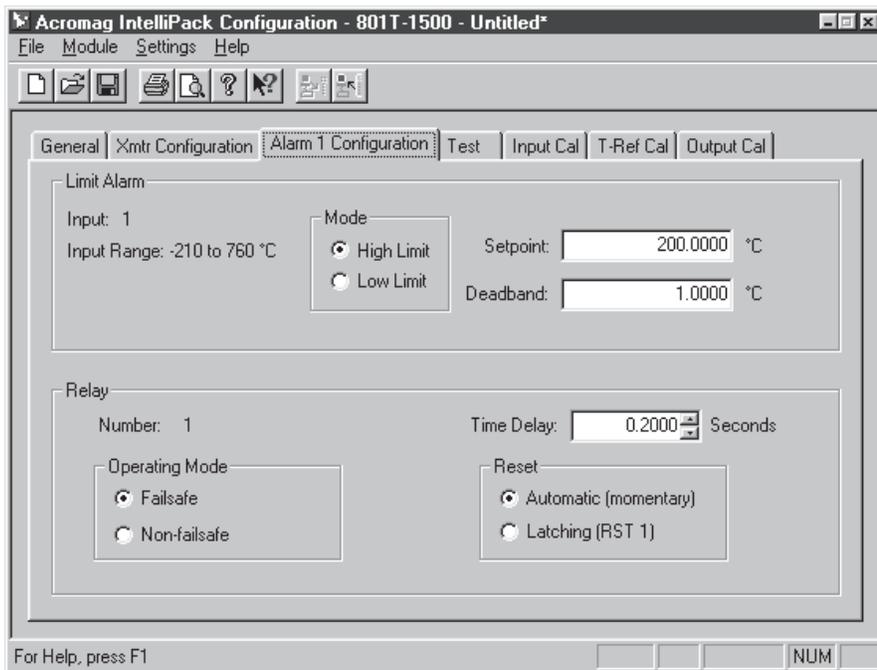 Acromag IntelliPack Configuration - 801T-1500 - Untitled*
File Module Settings Help
General Xmtr Configuration Alarm 1 Configuration Test Input Cal T-Ref Cal Output Cal
Limit Alarm
Input: 1
Input Range: -210 to 760 °C
Mode
High Limit
Low Limit
Setpoint: 200.0000 °C
Deadband: 1.0000 °C
Relay
Number: 1
Time Delay: 0.2000 Seconds
Operating Mode
Failsafe
Non-failsafe
Reset
Automatic (momentary)
Latching (RST 1)
For Help, press F1
NUM